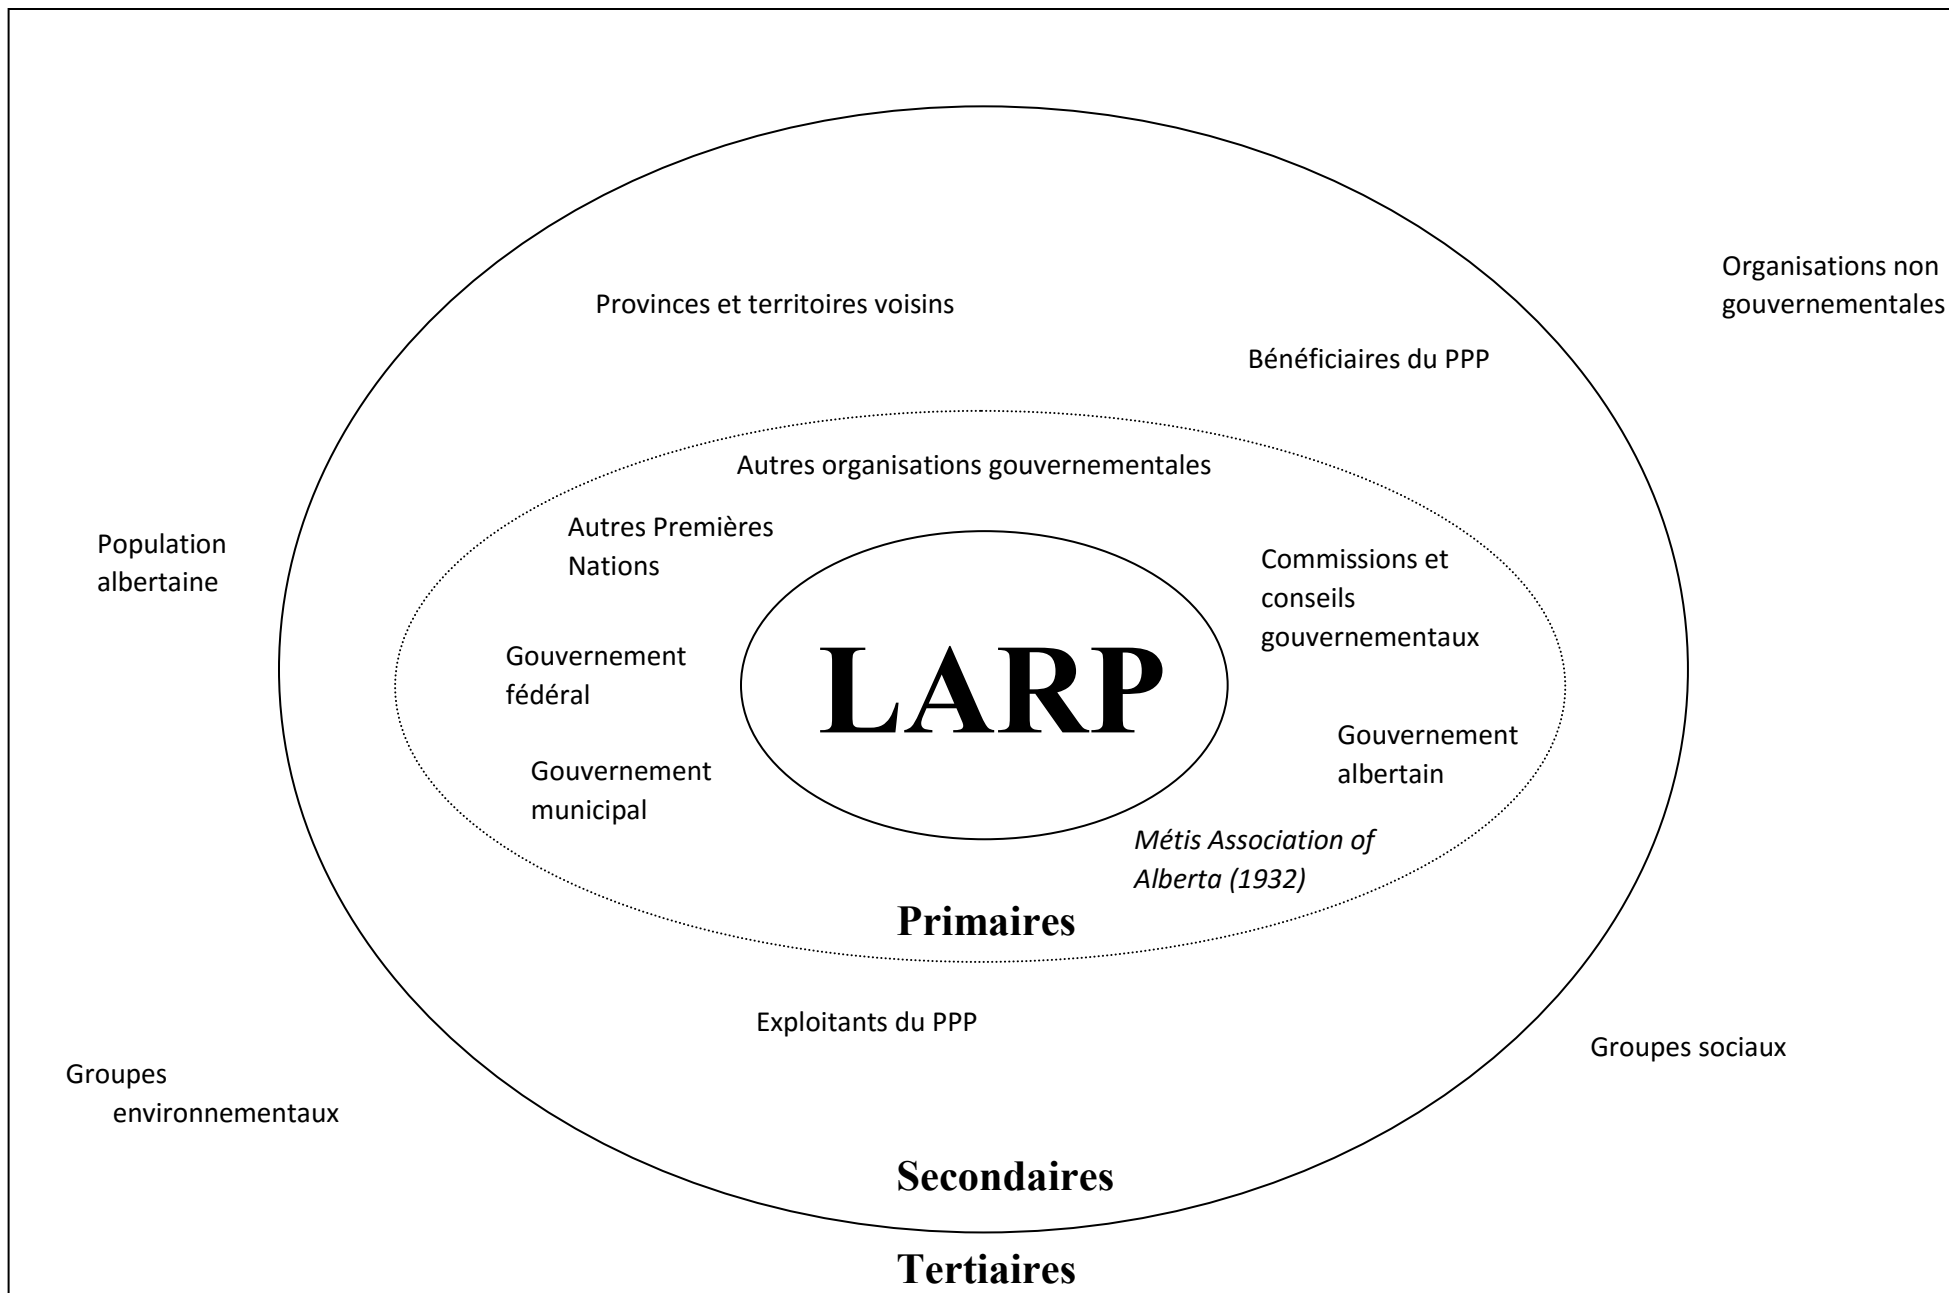 Organisations non
gouvernementales
Provinces et territoires voisins
Bénéficiaires du PPP
Autres organisations gouvernementales
Autres Premières
Nations
Population
albertaine
Commissions et
conseils
gouvernementaux
Gouvernement
fédéral
LARP
Gouvernement
albertain
Gouvernement
municipal
Métis Association of
Alberta (1932)
Primaires
Exploitants du PPP
Groupes sociaux
Groupes
environnementaux
Secondaires
Tertiaires